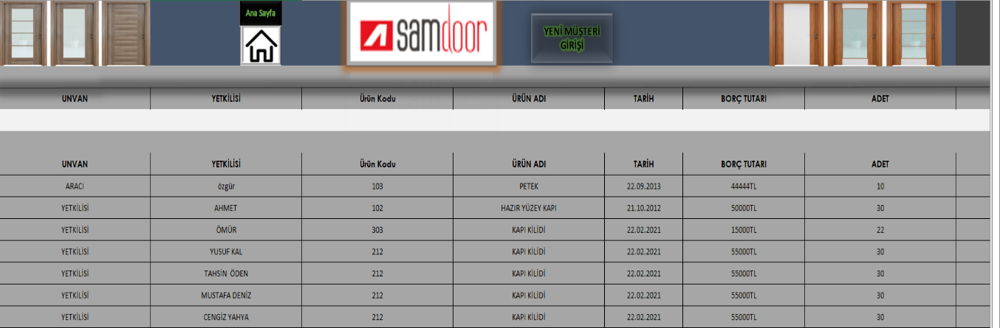 Ana Sayfa
samdoor
YENİ MÜŞTERİ
GİRİŞİ
UNVAN YETKİLİSİ Ürün Kodu ÜRÜN ADI TARİH BORÇ TUTARI ADET
UNVAN YETKİLİSİ Ürün Kodu ÜRÜN ADI TARİH BORÇ TUTARI ADET
ARACI özgür 103 PETEK 22.09.2013 44444TL 10
YETKİLİSİ AHMET 102 HAZIR YÜZEY KAPI 21.10.2012 50000TL 30
YETKİLİSİ ÖMÜR 303 KAPI KİLİDİ 22.02.2021 15000TL 22
YETKİLİSİ YUSUF KAL 212 KAPI KİLİDİ 22.02.2021 55000TL 30
YETKİLİSİ TAHSİN ÖDEN 212 KAPI KİLİDİ 22.02.2021 55000TL 30
YETKİLİSİ MUSTAFA DENİZ 212 KAPI KİLİDİ 22.02.2021 55000TL 30
YETKİLİSİ CENGİZ YAHYA 212 KAPI KİLİDİ 22.02.2021 55000TL 30